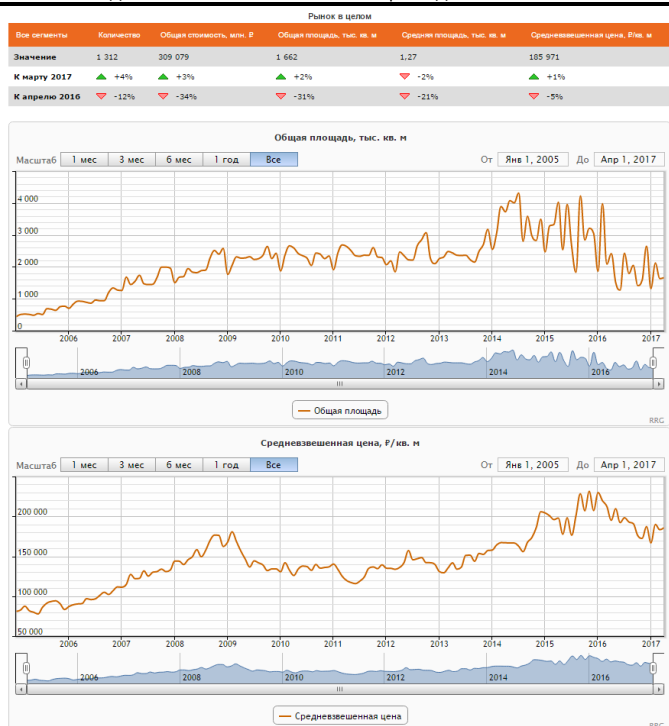 Рынок в целом
Все сегменты Количество Общая стоимость, млн. ₽ Общая площадь, тыс. кв. м Средняя площадь, тыс. кв. м Средневзвешенная цена, ₽/кв. м
Значение 1 312 309 079 1 662 1,27 185 971
К марту 2017 +4% +3% +2% -2% +1%
К апрелю 2016 -12% -34% -31% -21% -5%
Общая площадь, тыс. кв. м
Масштаб 1 мес 3 мес 6 мес 1 год Все От Янв 1, 2005 До Апр 1, 2017
4 000
3 000
2 000
1 000
0
2006 2007 2008 2009 2010 2011 2012 2013 2014 2015 2016 2017
2006 2008 2010 2012 2014 2016
Общая площадь
RRG
Средневзвешенная цена, ₽/кв. м
Масштаб 1 мес 3 мес 6 мес 1 год Все От Янв 1, 2005 До Апр 1, 2017
200 000
150 000
100 000
50 000
2006 2007 2008 2009 2010 2011 2012 2013 2014 2015 2016 2017
2006 2008 2010 2012 2014 2016
Средневзвешенная цена
RRG